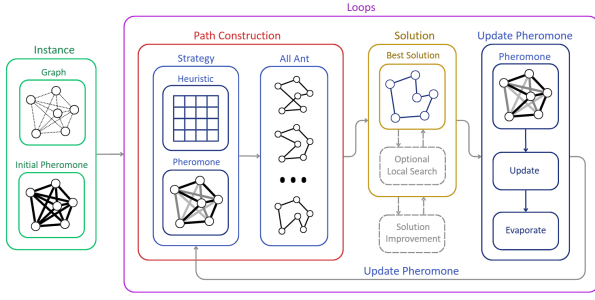 Loops
Instance
Graph
Initial Pheromone
Path Construction
Strategy
Heuristic
Pheromone
All Ant
Solution
Best Solution
Optional
Local Search
Solution
Improvement
Update Pheromone
Pheromone
Update
Evaporate
Update Pheromone